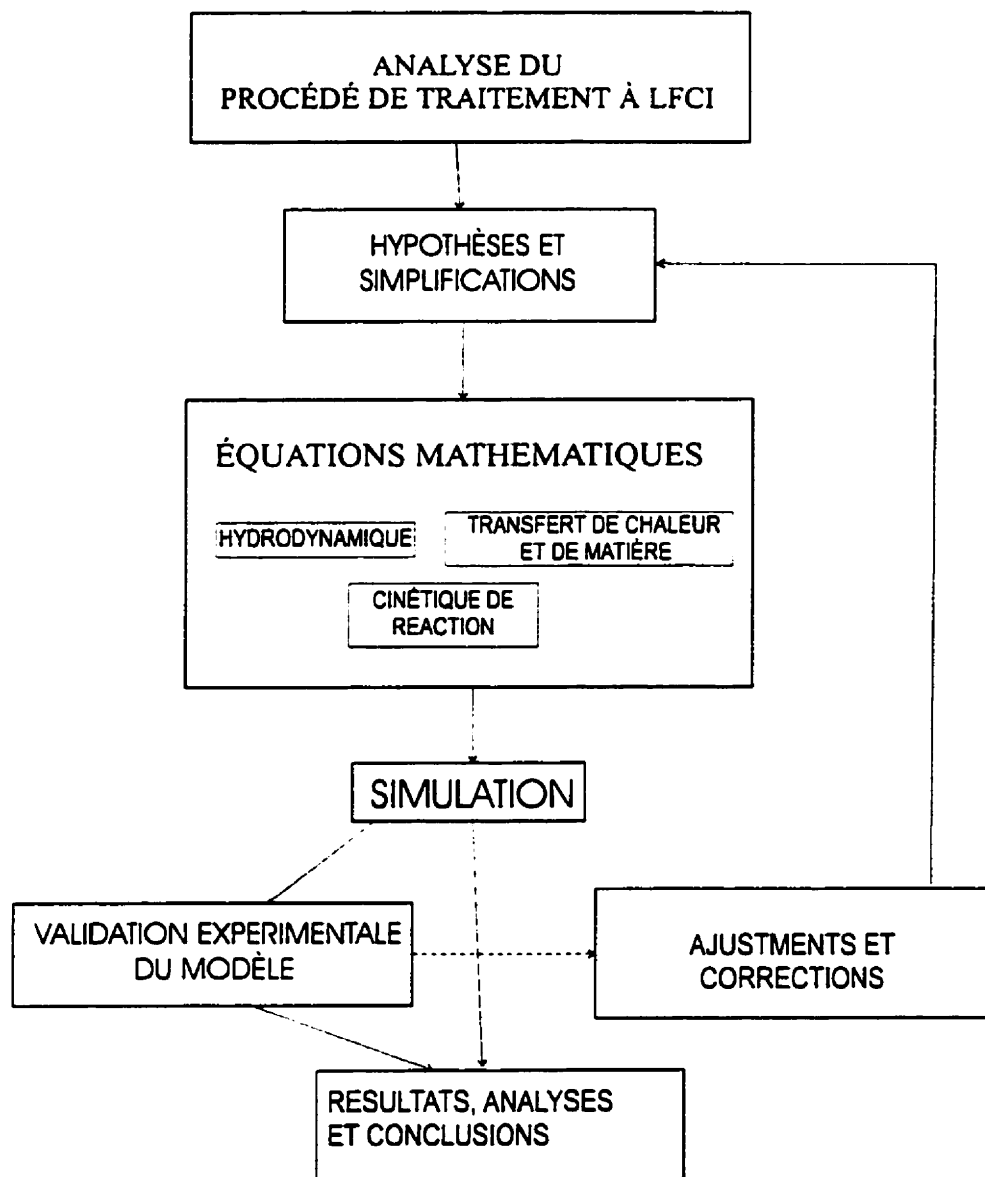 ANALYSE DU
PROCÉDÉ DE TRAITEMENT À LFCI
HYPOTHÈSES ET
SIMPLIFICATIONS
ÉQUATIONS MATHEMATIQUES
HYDRODYNAMIQUE
TRANSFERT DE CHALEUR
ET DE MATIÈRE
CINÉTIQUE DE
REACTION
SIMULATION
VALIDATION EXPERIMENTALE
DU MODÈLE
AJUSTMENTS ET
CORRECTIONS
RESULTATS, ANALYSES
ET CONCLUSIONS